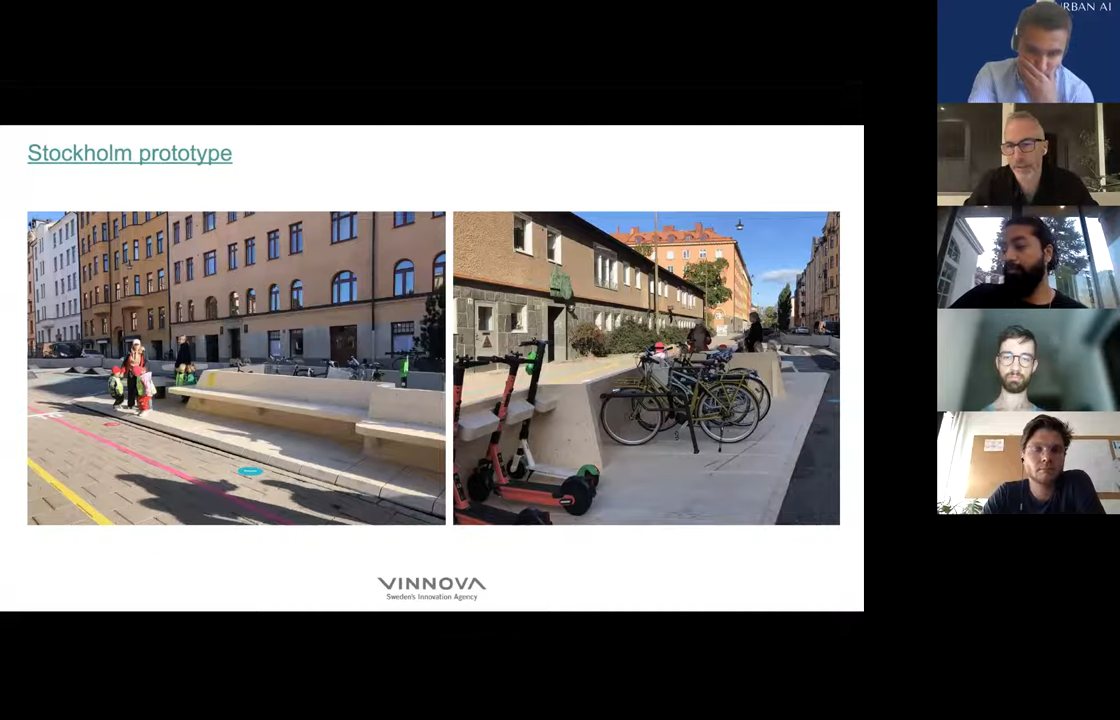 URBAN AI
Stockholm prototype
VINNOVA
Sweden's Innovation Agency